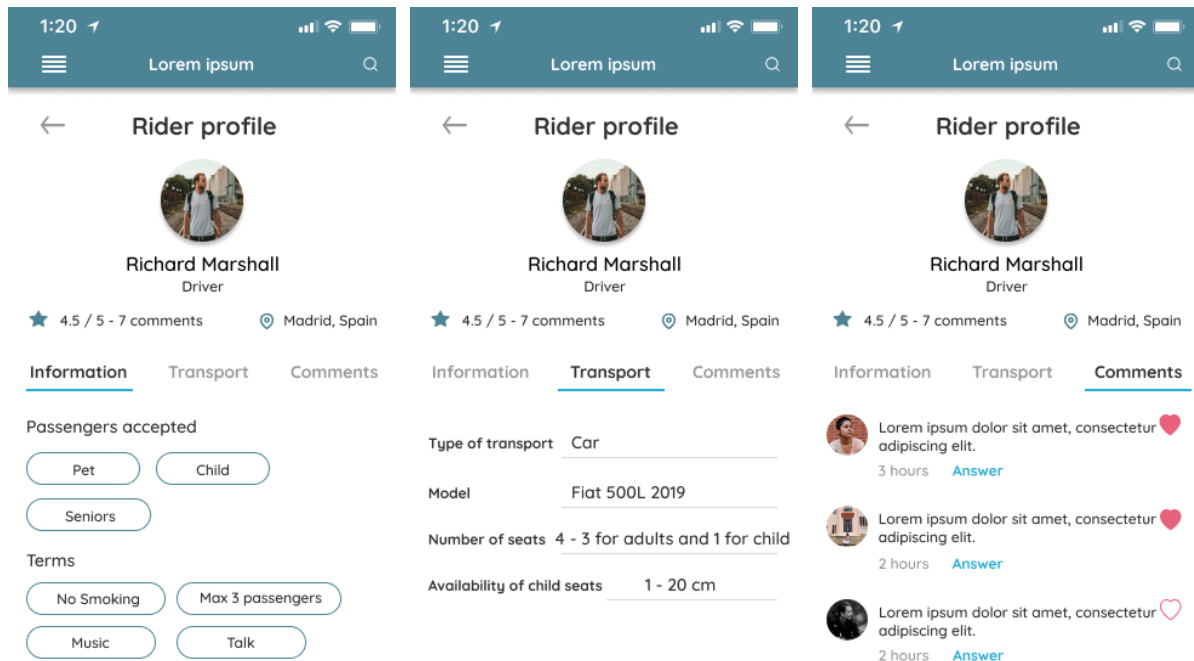 1:20
Lorem ipsum
Rider profile
Richard Marshall
Driver
4.5 / 5 - 7 comments
Madrid, Spain
Information Transport Comments
Passengers accepted
Pet Child
Seniors
Terms
No Smoking Max 3 passengers
Music Talk
1:20
Lorem ipsum
Rider profile
Richard Marshall
Driver
4.5 / 5 - 7 comments
Madrid, Spain
Information Transport Comments
Type of transport Car
Model Fiat 500L 2019
Number of seats 4 - 3 for adults and 1 for child
Availability of child seats 1 - 20 cm
1:20
Lorem ipsum
Rider profile
Richard Marshall
Driver
4.5 / 5 - 7 comments
Madrid, Spain
Information Transport Comments
Lorem ipsum dolor sit amet, consectetur
adipiscing elit.
3 hours Answer
Lorem ipsum dolor sit amet, consectetur
adipiscing elit.
2 hours Answer
Lorem ipsum dolor sit amet, consectetur
adipiscing elit.
2 hours Answer